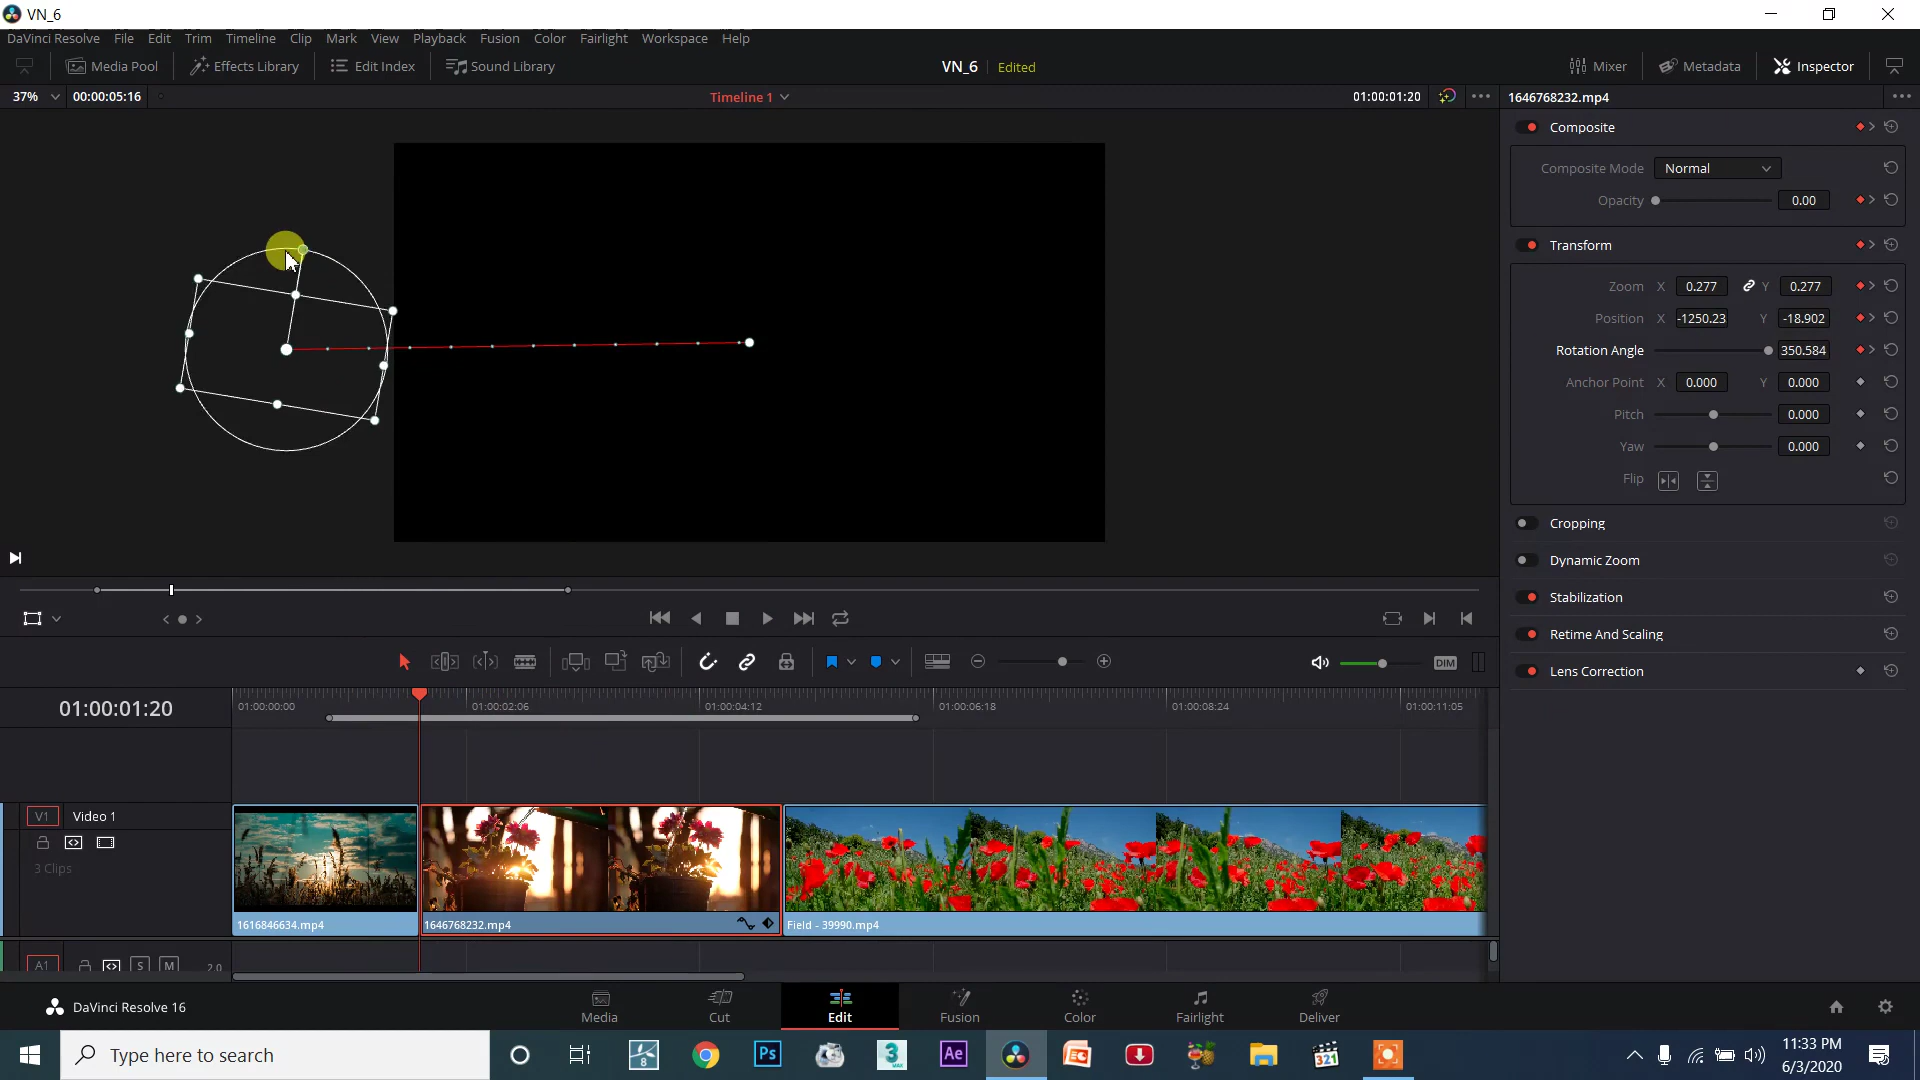 VN_6
DaVinci Resolve File Edit Trim Timeline Clip Mark View Playback Fusion Color Fairlight Workspace Help
Media Pool Effects Library Edit Index Sound Library VN_6 Edited Mixer Metadata Inspector
37% 00:00:05:16 Timeline 1 01:00:01:20 1646768232.mp4
Composite
Composite Mode Normal
Opacity 0.00
Transform
Zoom X 0.277 Y 0.277
Position X -1250.23 Y -18.902
Rotation Angle 350.584
Anchor Point X 0.000 Y 0.000
Pitch 0.000
Yaw 0.000
Flip
Cropping
Dynamic Zoom
Stabilization
Retime And Scaling
Lens Correction
DIM
01:00:01:20
01:00:00:00 01:00:02:06 01:00:04:12 01:00:06:18 01:00:08:24 01:00:11:05
V1 Video 1
3 Clips
1616846634.mp4 1646768232.mp4 Field - 39990.mp4
A1 S M 2.0
DaVinci Resolve 16
Media Cut Edit Fusion Color Fairlight Deliver
Type here to search
8 Ps 3 MAX Ae 321
11:33 PM
6/3/2020